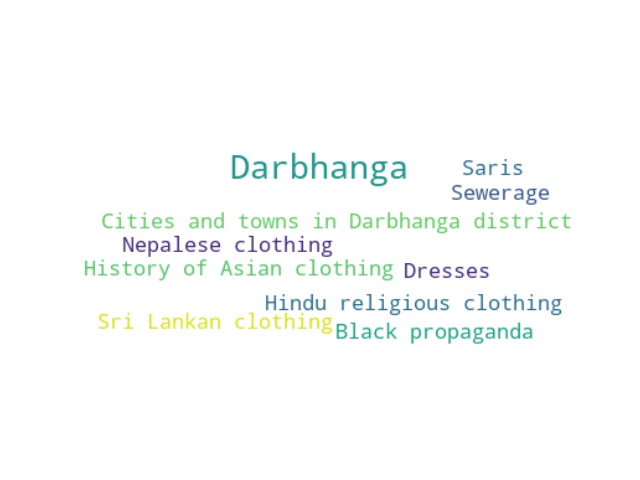 Darbhanga
Saris
Sewerage
Cities and towns in Darbhanga district
Nepalese clothing
History of Asian clothing
Dresses
Hindu religious clothing
Sri Lankan clothing
Black propaganda